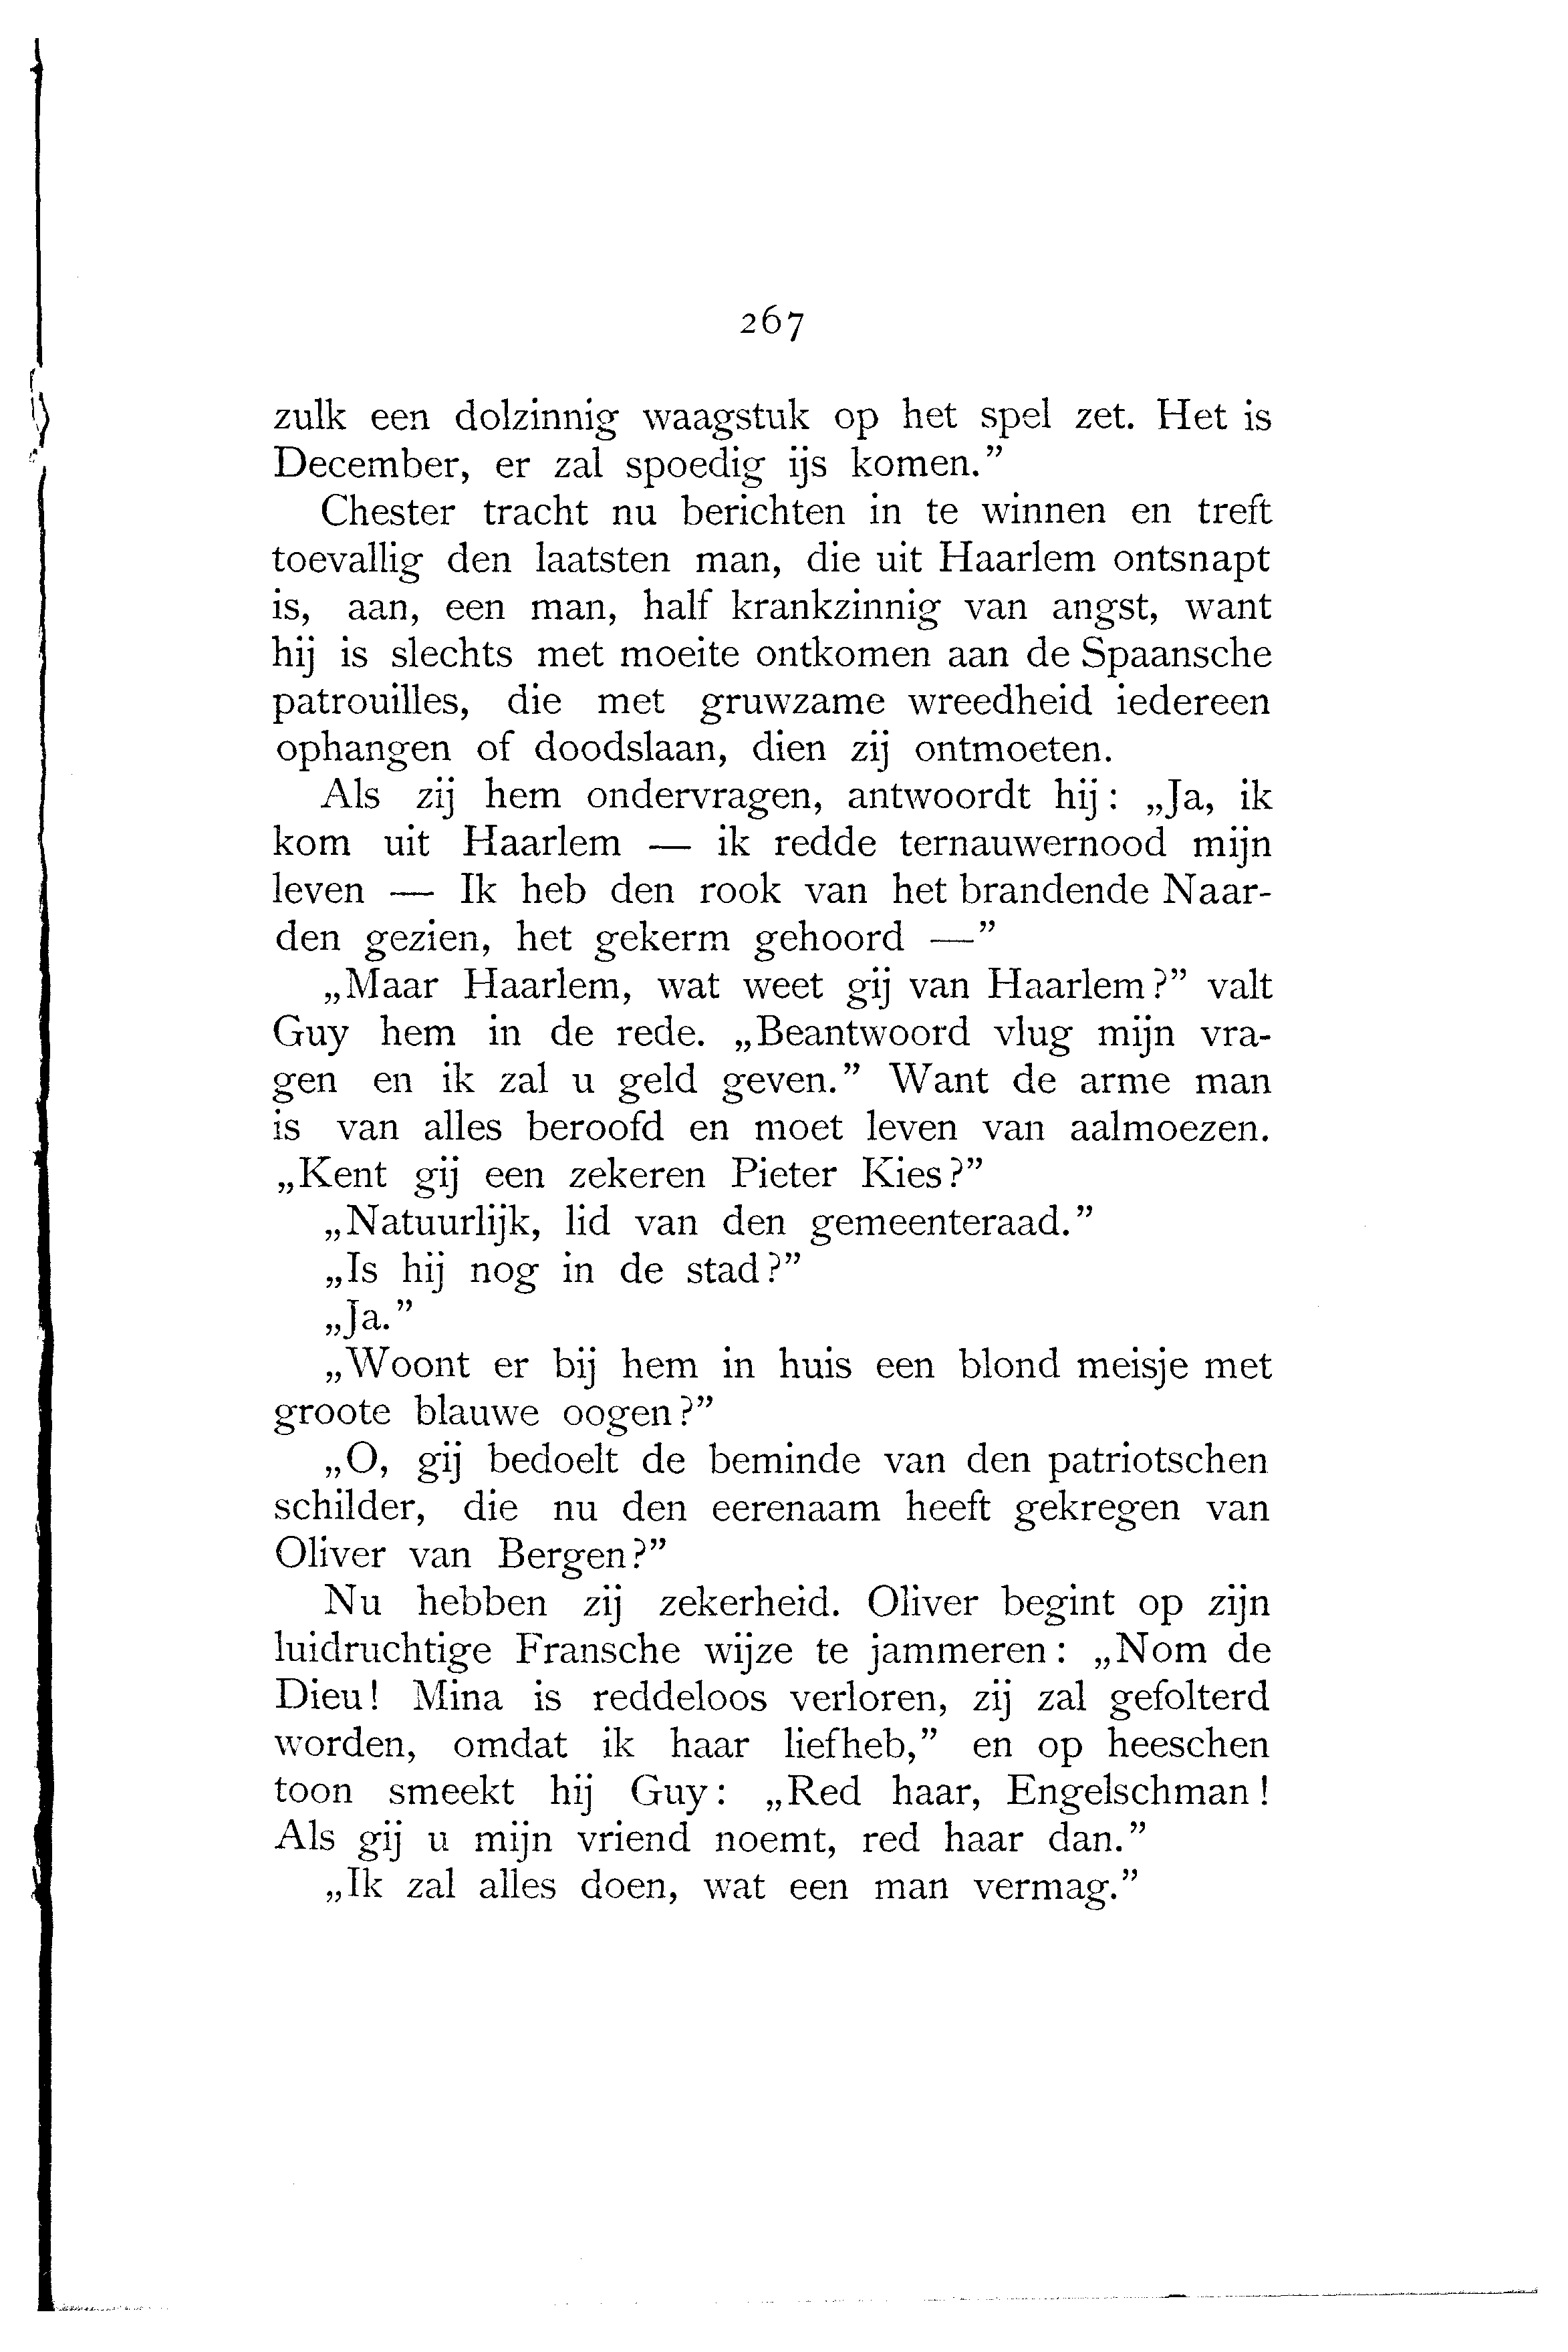 267
zulk een dolzinnig waagstuk op het spel zet. Het is
December, er zal spoedig ijs komen.”
Chester tracht nu berichten in te winnen en treft
toevallig den laatsten man, die uit Haarlem ontsnapt
is, aan, een man, half krankzinnig van angst, want
hij is slechts met moeite ontkomen aan de Spaansche
patrouilles, die met gruwzame wreedheid iedereen
ophangen of doodslaan, dien zij ontmoeten.
Als zij hem ondervragen, antwoordt hij: „Ja, ik
kom uit Haarlem — ik redde ternauwernood mijn
leven — Ik heb den rook van het brandende Naar-
den gezien, het gekerm gehoord —”
„Maar Haarlem, wat weet gij van Haarlem?” valt
Guy hem in de rede. „Beantwoord vlug mijn vra-
gen en ik zal u geld geven.” Want de arme man
is van alles beroofd en moet leven van aalmoezen.
„Kent gij een zekeren Pieter Kies?”
„Natuurlijk, lid van den gemeenteraad.”
„Is hij nog in de stad?”
„Ja.”
„Woont er bij hem in huis een blond meisje met
groote blauwe oogen?”
„O, gij bedoelt de beminde van den patriotschen
schilder, die nu den eerenaam heeft gekregen van
Oliver van Bergen?”
Nu hebben zij zekerheid. Oliver begint op zijn
luidruchtige Fransche wijze te jammeren: „Nom de
Dieu! Mina is reddeloos verloren, zij zal gefolterd
worden, omdat ik haar liefheb,” en op heeschen
toon smeekt hij Guy: „Red haar, Engelschman!
Als gij u mijn vriend noemt, red haar dan.”
„Ik zal alles doen, wat een man vermag.”